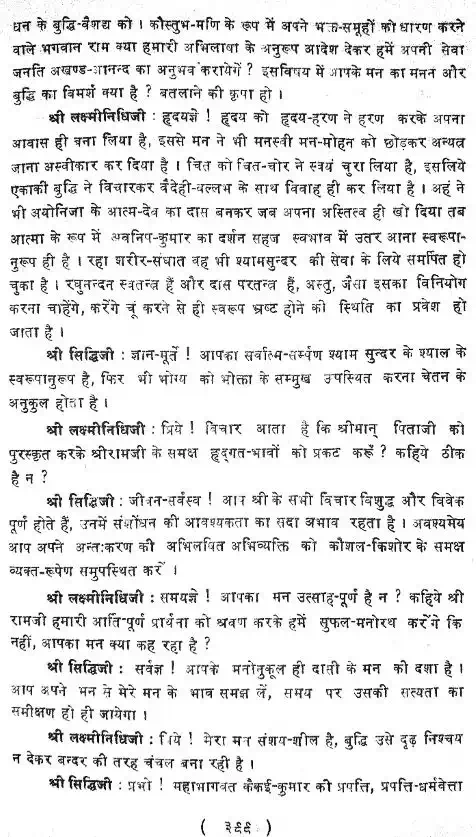 धन के बुद्धि-वैशद्य को । कौस्तुभ-मणि के रूप में अपने भक्त-समूहों को धारण करने
वाले भगवान राम क्या हमारी अभिलाषा के अनुरूप आदेश देकर हमें अपनी सेवा
जनति अखण्ड-आनन्द का अनुभव करायेगें ? इसविषय में आपके मन का मनन और
बुद्धि का विमर्श क्या है ? बतलाने की कृपा हो ।
श्री लक्ष्मीनिधिजी : हृदयज्ञे ! हृदय को हृदय-हरण ने हरण करके अपना
आवास ही बना लिया है, इससे मन ने भी मनस्वी मन-मोहन को छोड़कर अन्यत्र
जाना अस्वीकार कर दिया है । चित को चित-चोर ने स्वयं चुरा लिया है, इसलिये
एकाकी बुद्धि ने विचारकर वैदेही-वल्लभ के साथ विवाह ही कर लिया है । अहं ने
भी अयोनिजा के आत्म-देव का दास बनकर जब अपना अस्तित्व ही खो दिया तब
आत्मा के रूप में अवनिप-कुमार का दर्शन सहज स्वभाव में उतर आना स्वरूपा-
नुरूप ही है । रहा शरीर-संघात वह भी श्यामसुन्दर की सेवा के लिये समर्पित हो
चुका है । रघुनन्दन स्वतन्त्र हैं और दास परतन्त्र हैं, अस्तु, जैसा इसका विनियोग
करना चाहेंगे, करेंगे चूं करने से ही स्वरूप भ्रष्ट होने की स्थिति का प्रवेश हो
जाता है ।
श्री सिद्धिजी : ज्ञान-मूर्ते ! आपका सर्वात्म-सर्म्पण श्याम सुन्दर के श्याल के
स्वरूपानुरूप है, फिर भी भोग्य को भोक्ता के सम्मुख उपस्थित करना चेतन के
अनुकूल होता है ।
श्री लक्ष्मीनिधिजी : प्रिये ! विचार आता है कि श्रीमान् पिताजी को
पुरस्कृत करके श्रीरामजी के समक्ष हृद्गत-भावों को प्रकट करूँ ? कहिये ठीक
है न ?
श्री सिद्धिजी : जीवन-सर्वस्व ! आप श्री के सभी विचार विशुद्ध और विवेक
पूर्ण होते हैं, उनमें संशोधन की आवश्यकता का सदा अभाव रहता है । अवश्यमेव
आप अपने अन्तःकरण की अभिलषित अभिव्यक्ति को कौशल-किशोर के समक्ष
व्यक्त-रूपेण समुपस्थित करें ।
श्री लक्ष्मीनिधिजी : समयज्ञे ! आपका मन उत्साह-पूर्ण है न ? कहिये श्री
रामजी हमारी आर्ति-पूर्ण प्रार्थना को श्रवण करके हमें सुफल-मनोरथ करेंगे कि
नहीं, आपका मन क्या कह रहा है ?
श्री सिद्धिजी : सर्वज्ञ ! आपके मनोनुकूल ही दासी के मन की दशा है ।
आप अपने मन से मेरे मन के भाव समझ लें, समय पर उसकी सत्यता का
समीक्षण हो ही जायेगा ।
श्री लक्ष्मीनिधिजी : प्रिये ! मेरा मन संशय-शील है, बुद्धि उसे दृढ़ निश्चय
न देकर बन्दर की तरह चंचल बना रही है ।
श्री सिद्धिजी : प्रभो ! महाभागवत कैकई-कुमार की प्रपत्ति, प्रपत्ति-धर्मवेत्ता
( ३९९ )